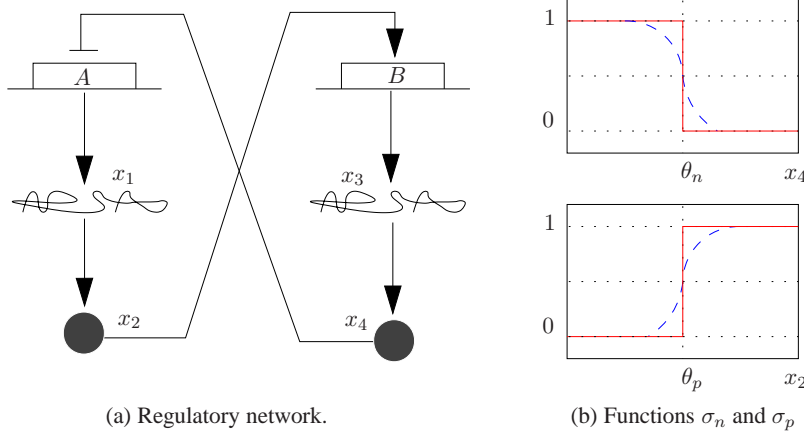 A
B
x₁
x₃
x₂
x₄
(a) Regulatory network.
1
0
θₙ
x₄
1
0
θₚ
x₂
(b) Functions σₙ and σₚ